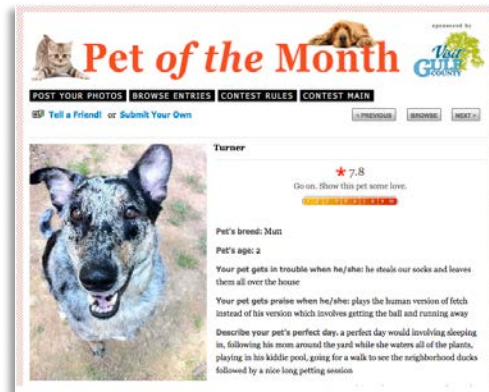 sponsored by
Pet of the Month
Visit
GULF
COUNTY
POST YOUR PHOTOS BROWSE ENTRIES CONTEST RULES CONTEST MAIN
Tell a Friend! or Submit Your Own
< PREVIOUS BROWSE NEXT >
Turner
7.8
Go on. Show this pet some love.
Pet's breed: Mutt
Pet's age: 2
Your pet gets in trouble when he/she: he steals our socks and leaves
them all over the house
Your pet gets praise when he/she: plays the human version of fetch
instead of his version which involves getting the ball and running away
Describe your pet's perfect day. a perfect day would involving sleeping
in, following his mom around the yard while she waters all of the plants,
playing in his kiddie pool, going for a walk to see the neighborhood ducks
followed by a nice long petting session